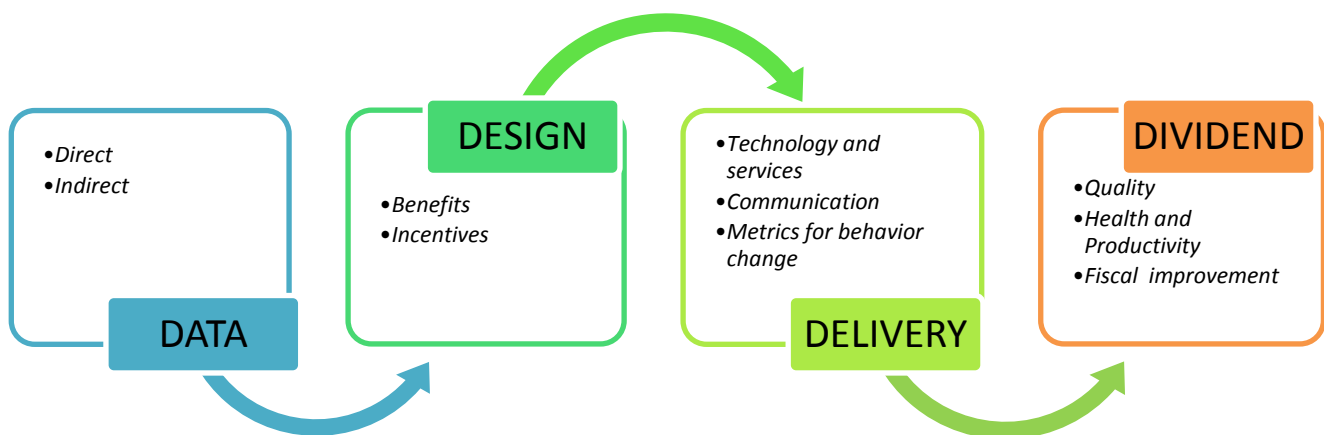 •Direct
•Indirect
DATA
DESIGN
•Benefits
•Incentives
•Technology and
services
•Communication
•Metrics for behavior
change
DELIVERY
DIVIDEND
•Quality
•Health and
Productivity
•Fiscal improvement